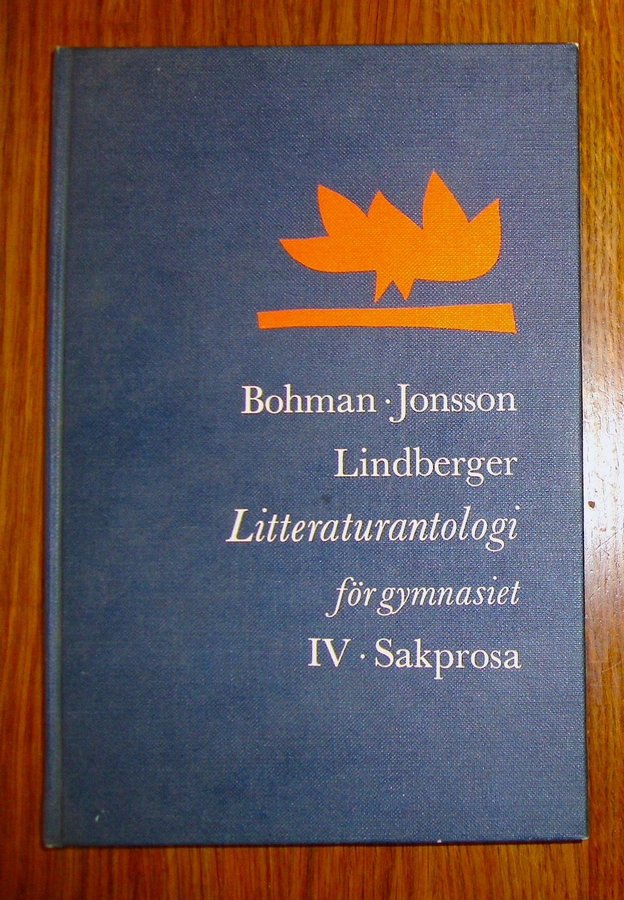 Bohman · Jonsson
Lindberger
Litteraturantologi
för gymnasiet
IV · Sakprosa